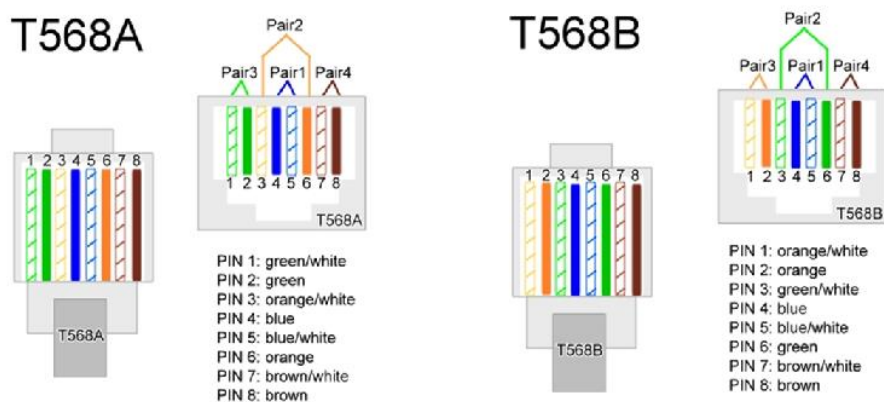 T568A
Pair2
Pair3 Pair1 Pair4
1 2 3 4 5 6 7 8
1 2 3 4 5 6 7 8
T568A
T568A
PIN 1: green/white
PIN 2: green
PIN 3: orange/white
PIN 4: blue
PIN 5: blue/white
PIN 6: orange
PIN 7: brown/white
PIN 8: brown
T568B
Pair2
Pair3 Pair1 Pair4
1 2 3 4 5 6 7 8
1 2 3 4 5 6 7 8
T568B
T568B
PIN 1: orange/white
PIN 2: orange
PIN 3: green/white
PIN 4: blue
PIN 5: blue/white
PIN 6: green
PIN 7: brown/white
PIN 8: brown